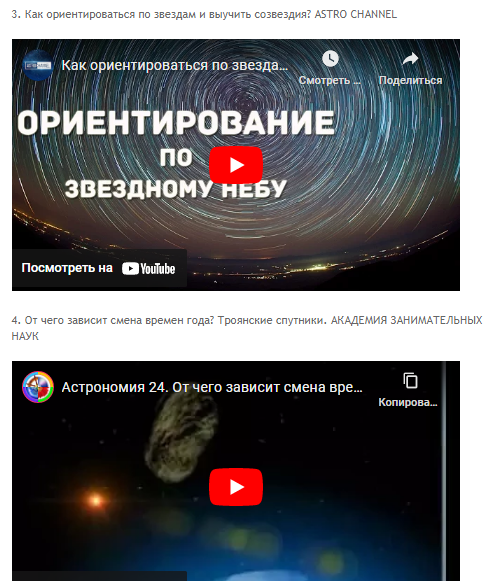 3. Как ориентироваться по звездам и выучить созвездия? ASTRO CHANNEL
Как ориентироваться по звезда...
Смотреть ...
Поделиться
ОРИЕНТИРОВАНИЕ
ПО
ЗВЕЗДНОМУ НЕБУ
Посмотреть на YouTube
4. От чего зависит смена времен года? Троянские спутники. АКАДЕМИЯ ЗАНИМАТЕЛЬНЫХ
НАУК
Астрономия 24. От чего зависит смена вре...
Копирова...